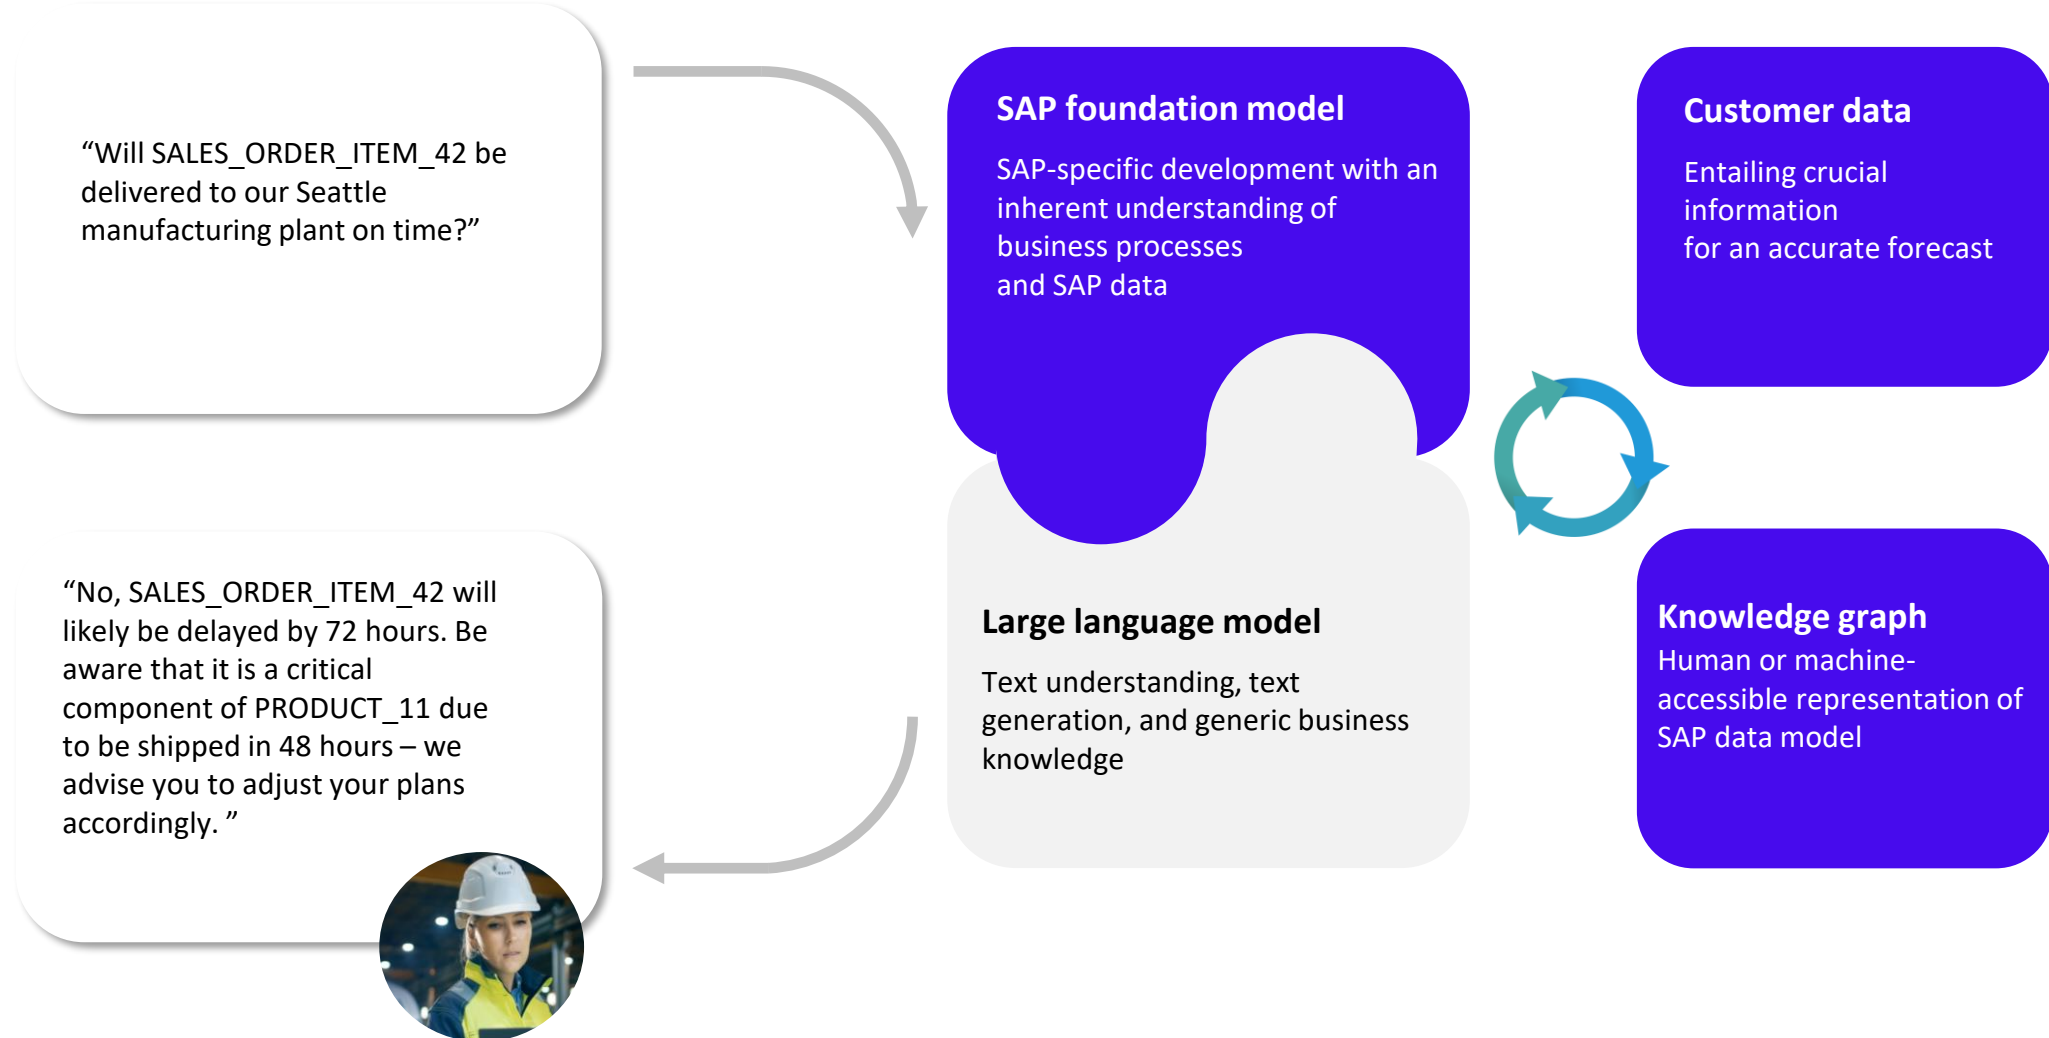 “Will SALES_ORDER_ITEM_42 be
delivered to our Seattle
manufacturing plant on time?”
“No, SALES_ORDER_ITEM_42 will
likely be delayed by 72 hours. Be
aware that it is a critical
component of PRODUCT_11 due
to be shipped in 48 hours – we
advise you to adjust your plans
accordingly. ”
SAP foundation model
SAP-specific development with an
inherent understanding of
business processes
and SAP data
Large language model
Text understanding, text
generation, and generic business
knowledge
Customer data
Entailing crucial
information
for an accurate forecast
Knowledge graph
Human or machine-
accessible representation of
SAP data model